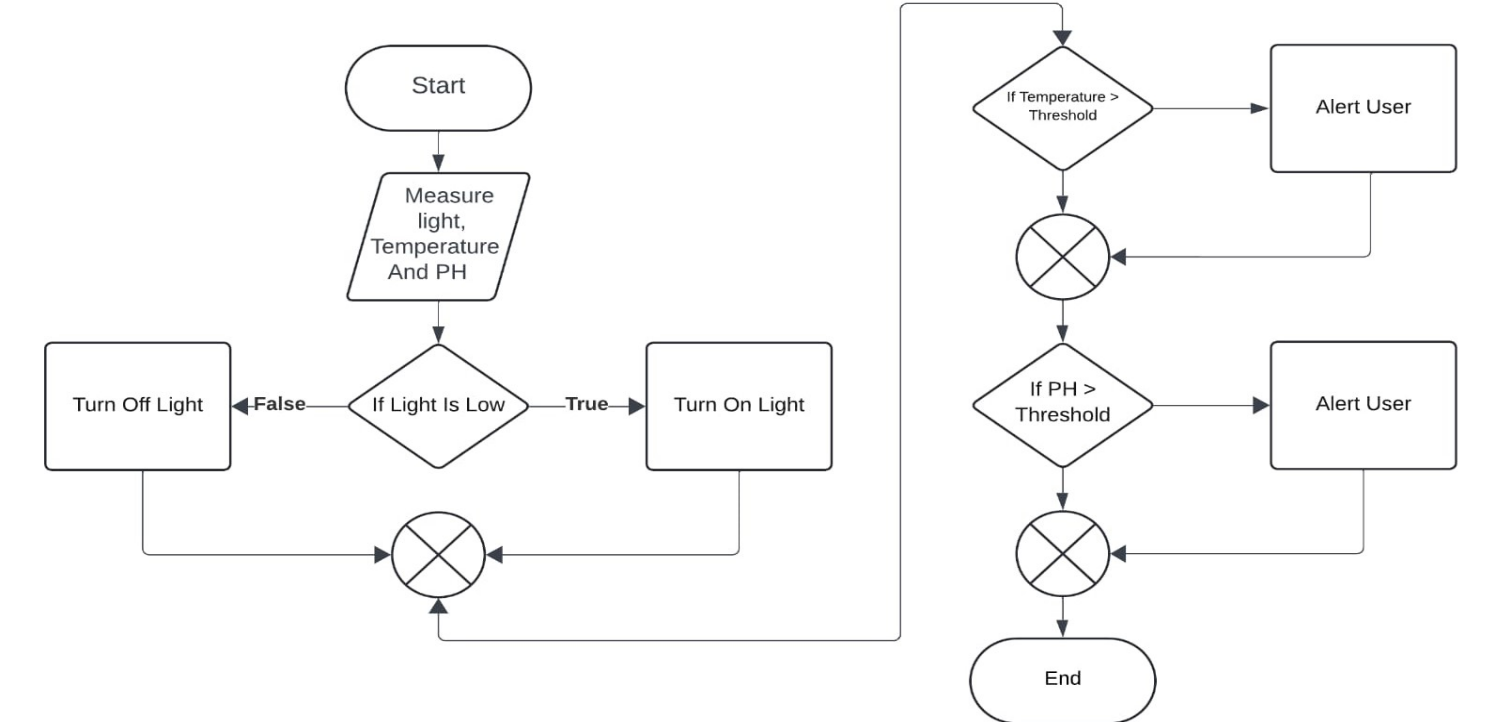 Start
Measure
light,
Temperature
And PH
If Light Is Low
False
True
Turn Off Light
Turn On Light
If Temperature >
Threshold
Alert User
If PH >
Threshold
Alert User
End